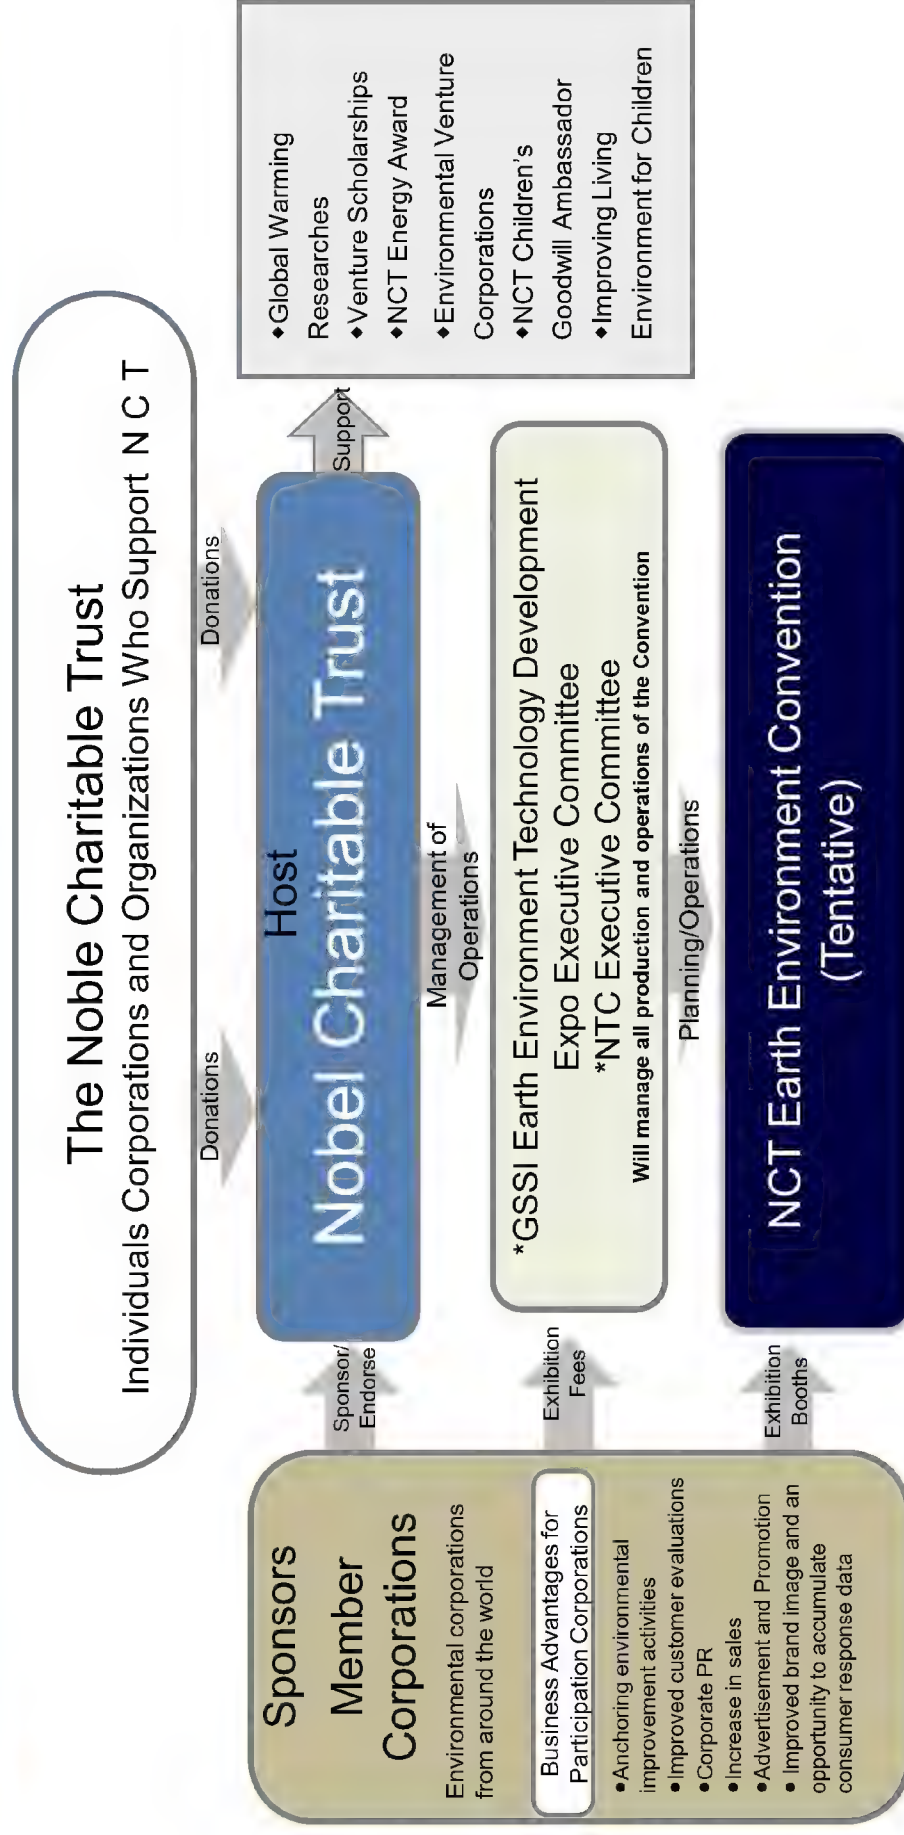 The Noble Charitable Trust
Individuals Corporations and Organizations Who Support N C T
Donations
Donations
Sponsors
Member
Corporations
Environmental corporations
from around the world
Business Advantages for
Participation Corporations
•Anchoring environmental
improvement activities
•Improved customer evaluations
•Corporate PR
•Increase in sales
•Advertisement and Promotion
• Improved brand image and an
opportunity to accumulate
consumer response data
Sponsor/
Endorse
Exhibition
Fees
Exhibition
Booths
Host
Nobel Charitable Trust
Management of
Operations
*GSSI Earth Environment Technology Development
Expo Executive Committee
*NTC Executive Committee
Will manage all production and operations of the Convention
Planning/Operations
NCT Earth Environment Convention
(Tentative)
Support
◆Global Warming
Researches
◆Venture Scholarships
◆NCT Energy Award
◆Environmental Venture
Corporations
◆NCT Children's
Goodwill Ambassador
◆Improving Living
Environment for Children